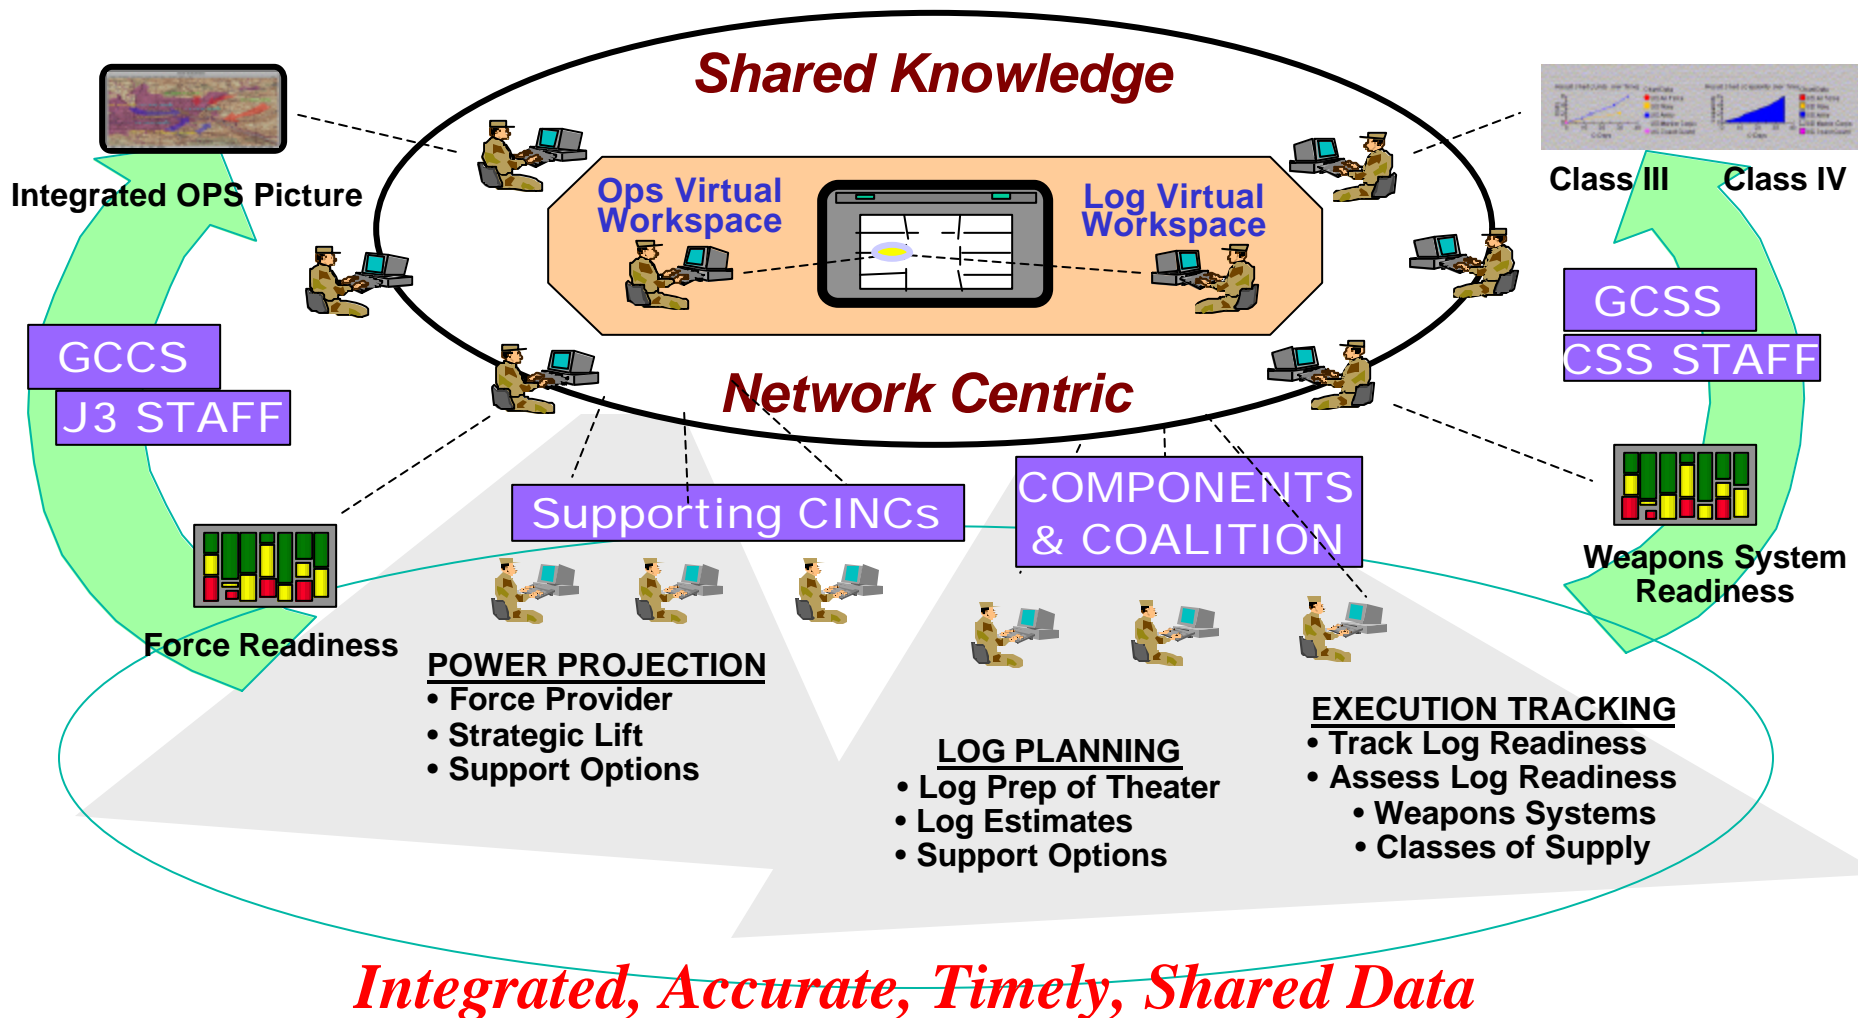 Shared Knowledge
Integrated OPS Picture
Ops Virtual
Workspace
Log Virtual
Workspace
Class III
Class IV
GCCS
J3 STAFF
GCSS
CSS STAFF
Network Centric
Supporting CINCs
COMPONENTS
& COALITION
Force Readiness
Weapons System
Readiness
POWER PROJECTION
• Force Provider
• Strategic Lift
• Support Options
LOG PLANNING
• Log Prep of Theater
• Log Estimates
• Support Options
EXECUTION TRACKING
• Track Log Readiness
• Assess Log Readiness
• Weapons Systems
• Classes of Supply
Integrated, Accurate, Timely, Shared Data